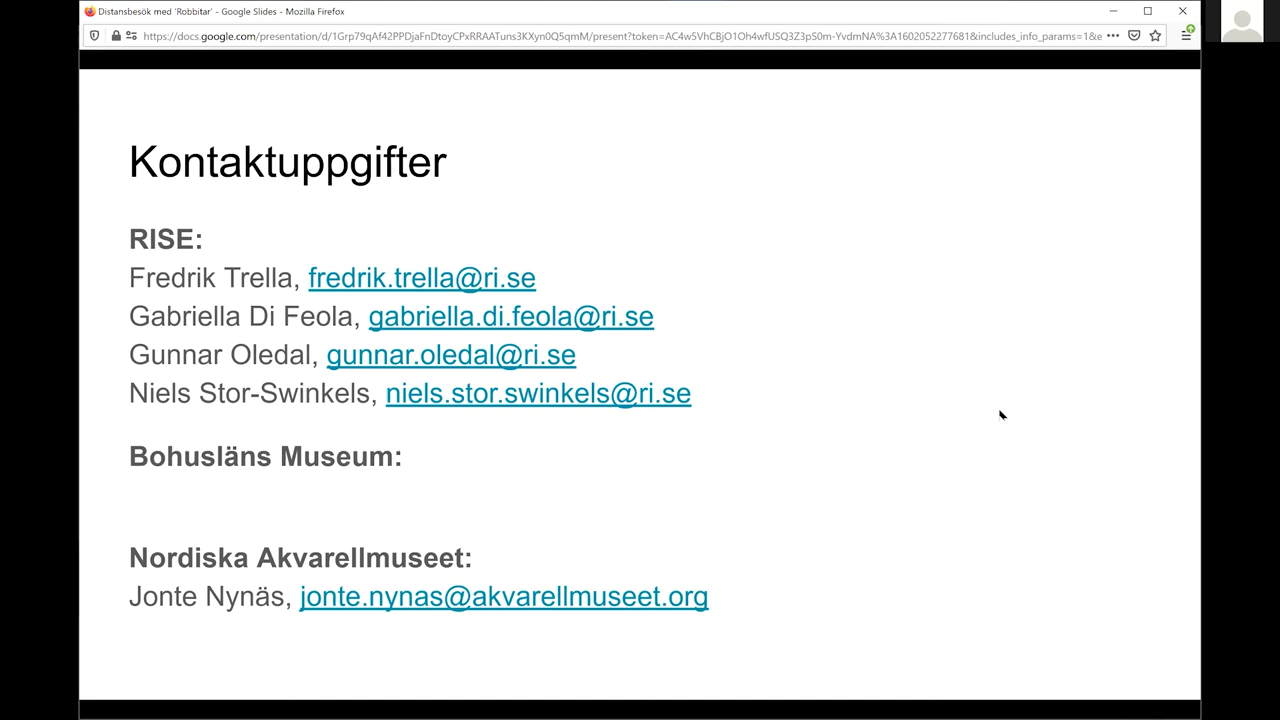 Distansbesök med 'Robbitar' - Google Slides - Mozilla Firefox
https://docs.google.com/presentation/d/1Grp79qAf42PPDjaFnDtoyCPxRRAATuns3KXyn0Q5qmM/present?token=AC4w5VhCBjO1Oh4wfUSQ3Z3pS0m-YvdmNA%3A1602052277681&includes_info_params=1&e
Kontaktuppgifter
RISE:
Fredrik Trella, fredrik.trella@ri.se
Gabriella Di Feola, gabriella.di.feola@ri.se
Gunnar Oledal, gunnar.oledal@ri.se
Niels Stor-Swinkels, niels.stor.swinkels@ri.se
Bohusläns Museum:
Nordiska Akvarellmuseet:
Jonte Nynäs, jonte.nynas@akvarellmuseet.org